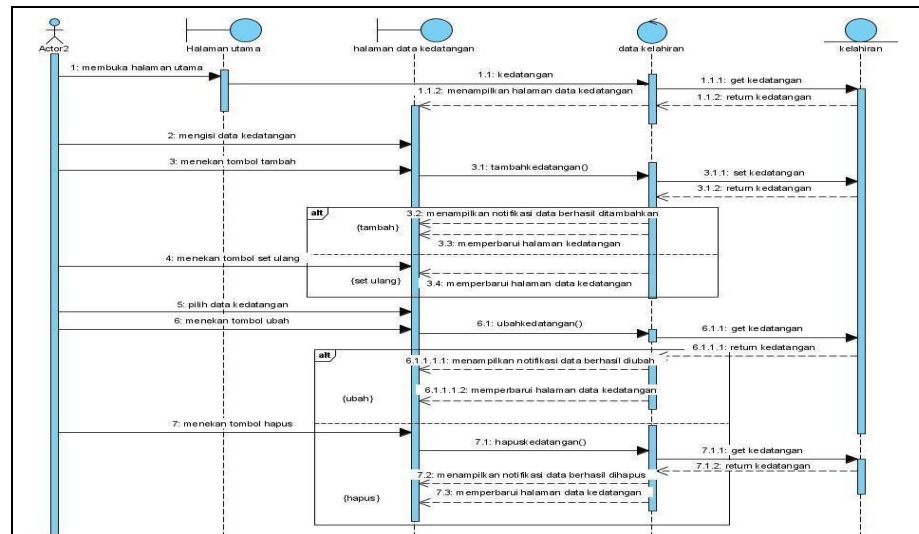 Actor2
Halaman utama
halaman data kedatangan
data kelahiran
kelahiran
1: membuka halaman utama
1.1: kedatangan
1.1.1: get kedatangan
1.1.2: menampilkan halaman data kedatangan
1.1.2: return kedatangan
2: mengisi data kedatangan
3: menekan tombol tambah
3.1: tambahkedatangan()
3.1.1: set kedatangan
3.1.2: return kedatangan
alt
3.2: menampilkan notifikasi data berhasil ditambahkan
{tambah}
3.3: memperbarui halaman kedatangan
4: menekan tombol set ulang
{set ulang}
3.4: memperbarui halaman kedatangan
5: pilih data kedatangan
6: menekan tombol ubah
6.1: ubahkedatangan()
6.1.1: get kedatangan
6.1.1.1: return kedatangan
alt
6.1.1.1.1: menampilkan notifikasi data berhasil diubah
6.1.1.1.2: memperbarui halaman data kedatangan
{ubah}
7: menekan tombol hapus
7.1: hapuskedatangan()
7.1.1: get kedatangan
7.1.2: return kedatangan
7.2: menampilkan notifikasi data berhasil dihapus
7.3: memperbarui halaman data kedatangan
{hapus}